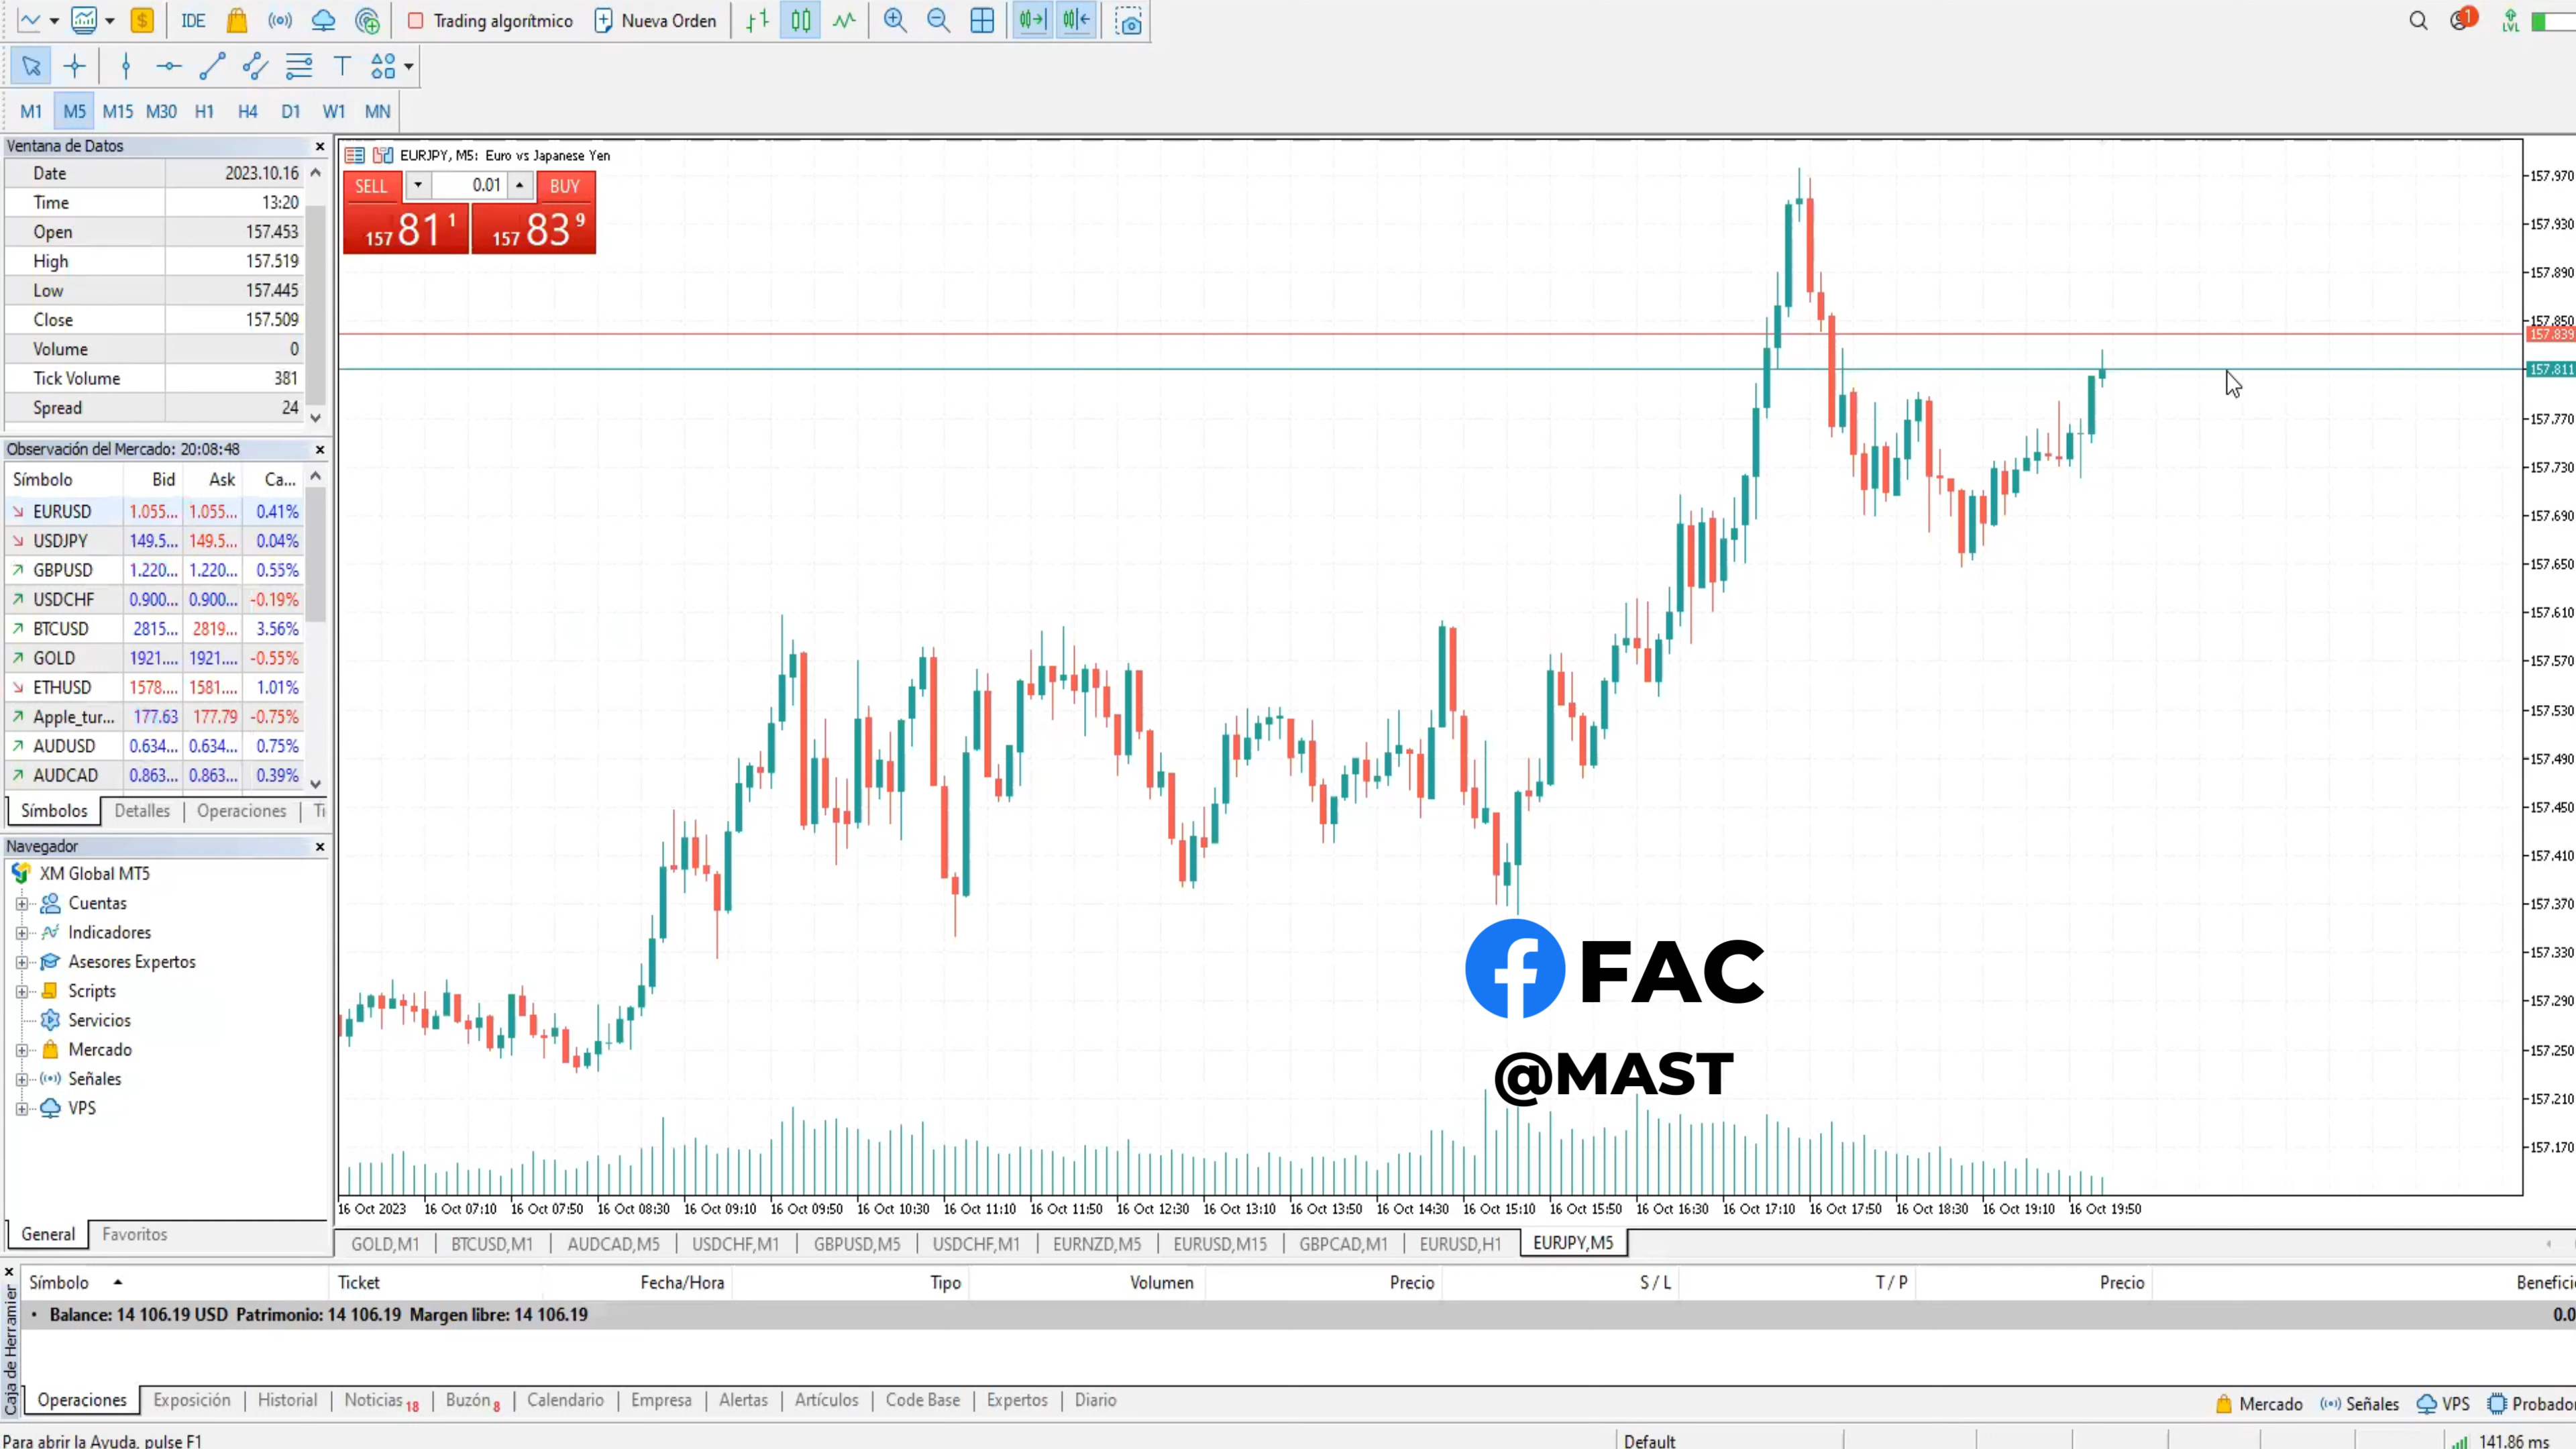 IDE Trading algorítmico Nueva Orden 1 LVL
M1 M5 M15 M30 H1 H4 D1 W1 MN
Ventana de Datos
Date 2023.10.16
Time 13:20
Open 157.453
High 157.519
Low 157.445
Close 157.509
Volume 0
Tick Volume 381
Spread 24
Observación del Mercado: 20:08:48
Símbolo Bid Ask Ca...
EURUSD 1.055... 1.055... 0.41%
USDJPY 149.5... 149.5... 0.04%
GBPUSD 1.220... 1.220... 0.55%
USDCHF 0.900... 0.900... -0.19%
BTCUSD 2815... 2819... 3.56%
GOLD 1921.... 1921.... -0.55%
ETHUSD 1578.... 1581.... 1.01%
Apple_tur... 177.63 177.79 -0.75%
AUDUSD 0.634... 0.634... 0.75%
AUDCAD 0.863... 0.863... 0.39%
Símbolos Detalles Operaciones Ti
Navegador
XM Global MT5
Cuentas
Indicadores
Asesores Expertos
Scripts
Servicios
Mercado
Señales
VPS
General Favoritos
EURJPY, M5: Euro vs Japanese Yen
SELL 0.01 BUY
157 81 1 157 83 9
157.970
157.930
157.890
157.850
157.839
157.811
157.770
157.730
157.690
157.650
157.610
157.570
157.530
157.490
157.450
157.410
157.370
157.330
157.290
157.250
157.210
157.170
FAC
@MAST
16 Oct 2023 16 Oct 07:10 16 Oct 07:50 16 Oct 08:30 16 Oct 09:10 16 Oct 09:50 16 Oct 10:30 16 Oct 11:10 16 Oct 11:50 16 Oct 12:30 16 Oct 13:10 16 Oct 13:50 16 Oct 14:30 16 Oct 15:10 16 Oct 15:50 16 Oct 16:30 16 Oct 17:10 16 Oct 17:50 16 Oct 18:30 16 Oct 19:10 16 Oct 19:50
GOLD,M1 BTCUSD,M1 AUDCAD,M5 USDCHF,M1 GBPUSD,M5 USDCHF,M1 EURNZD,M5 EURUSD,M15 GBPCAD,M1 EURUSD,H1 EURJPY,M5
Símbolo Ticket Fecha/Hora Tipo Volumen Precio S / L T / P Precio Benefici
Balance: 14 106.19 USD Patrimonio: 14 106.19 Margen libre: 14 106.19 0.0
Caja de Herramier
Operaciones Exposición Historial Noticias 18 Buzón 8 Calendario Empresa Alertas Artículos Code Base Expertos Diario Mercado Señales VPS Probador
Para abrir la Ayuda, pulse F1 Default 141.86 ms